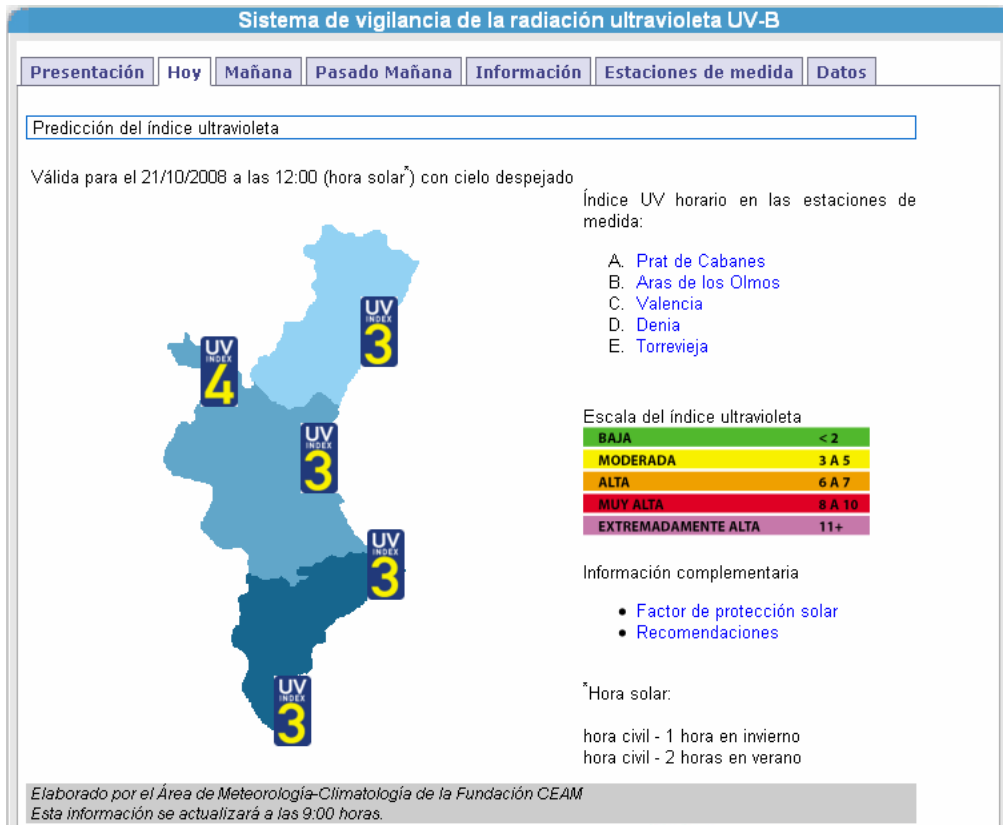 Sistema de vigilancia de la radiación ultravioleta UV-B
Presentación Hoy Mañana Pasado Mañana Información Estaciones de medida Datos
Predicción del índice ultravioleta
Válida para el 21/10/2008 a las 12:00 (hora solar*) con cielo despejado
Índice UV horario en las estaciones de
medida:
A. Prat de Cabanes
B. Aras de los Olmos
C. Valencia
D. Denia
E. Torrevieja
UV
INDEX
3
UV
INDEX
4
UV
INDEX
3
UV
INDEX
3
UV
INDEX
3
Escala del índice ultravioleta
BAJA < 2
MODERADA 3 A 5
ALTA 6 A 7
MUY ALTA 8 A 10
EXTREMADAMENTE ALTA 11+
Información complementaria
• Factor de protección solar
• Recomendaciones
*Hora solar:
hora civil - 1 hora en invierno
hora civil - 2 horas en verano
Elaborado por el Área de Meteorología-Climatología de la Fundación CEAM
Esta información se actualizará a las 9:00 horas.